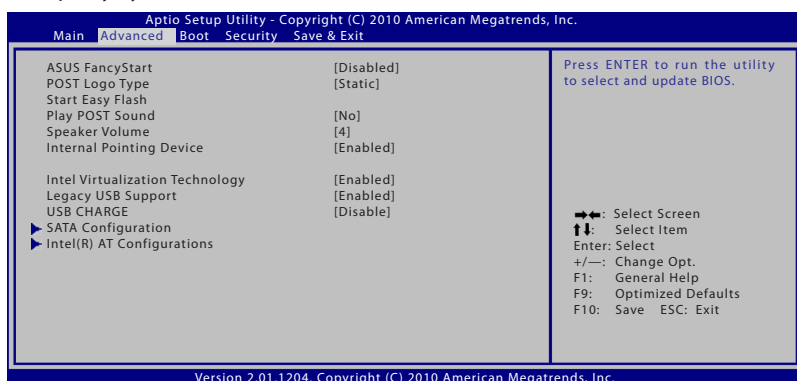 Aptio Setup Utility - Copyright (C) 2010 American Megatrends, Inc.
Main Advanced Boot Security Save & Exit
ASUS FancyStart [Disabled]
POST Logo Type [Static]
Start Easy Flash
Play POST Sound [No]
Speaker Volume [4]
Internal Pointing Device [Enabled]
Intel Virtualization Technology [Enabled]
Legacy USB Support [Enabled]
USB CHARGE [Disable]
SATA Configuration
Intel(R) AT Configurations
Press ENTER to run the utility
to select and update BIOS.
→←: Select Screen
↑↓: Select Item
Enter: Select
+/—: Change Opt.
F1: General Help
F9: Optimized Defaults
F10: Save ESC: Exit
Version 2.01.1204. Copyright (C) 2010 American Megatrends, Inc.